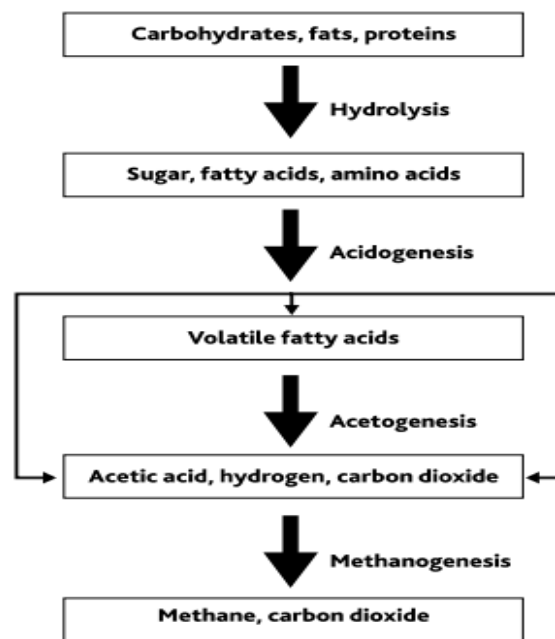 Carbohydrates, fats, proteins
Hydrolysis
Sugar, fatty acids, amino acids
Acidogenesis
Volatile fatty acids
Acetogenesis
Acetic acid, hydrogen, carbon dioxide
Methanogenesis
Methane, carbon dioxide